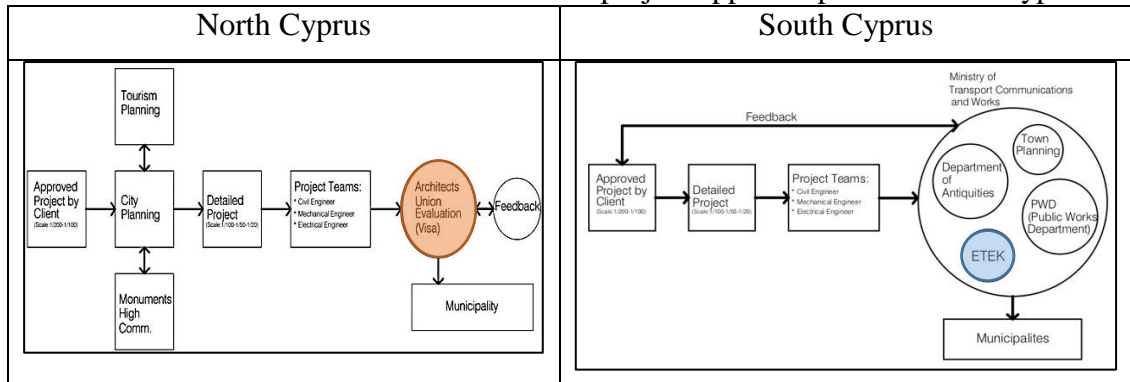 North Cyprus
South Cyprus
Tourism
Planning
Approved
Project by
Client
(Scale:1/200-1/100)
City
Planning
Detailed
Project
(Scale:1/100-1/50-1/20)
Project Teams:
* Civil Engineer
* Mechanical Engineer
* Electrical Engineer
Architects
Union
Evaluation
(Visa)
Feedback
Monuments
High
Comm.
Municipality
Ministry of
Transport Communications
and Works
Feedback
Approved
Project by
Client
(Scale:1/200-1/100)
Detailed
Project
(Scale:1/100-1/50-1/20)
Project Teams:
* Civil Engineer
* Mechanical Engineer
* Electrical Engineer
Town
Planning
Department
of
Antiquities
PWD
(Public Works
Department)
ETEK
Municipalites